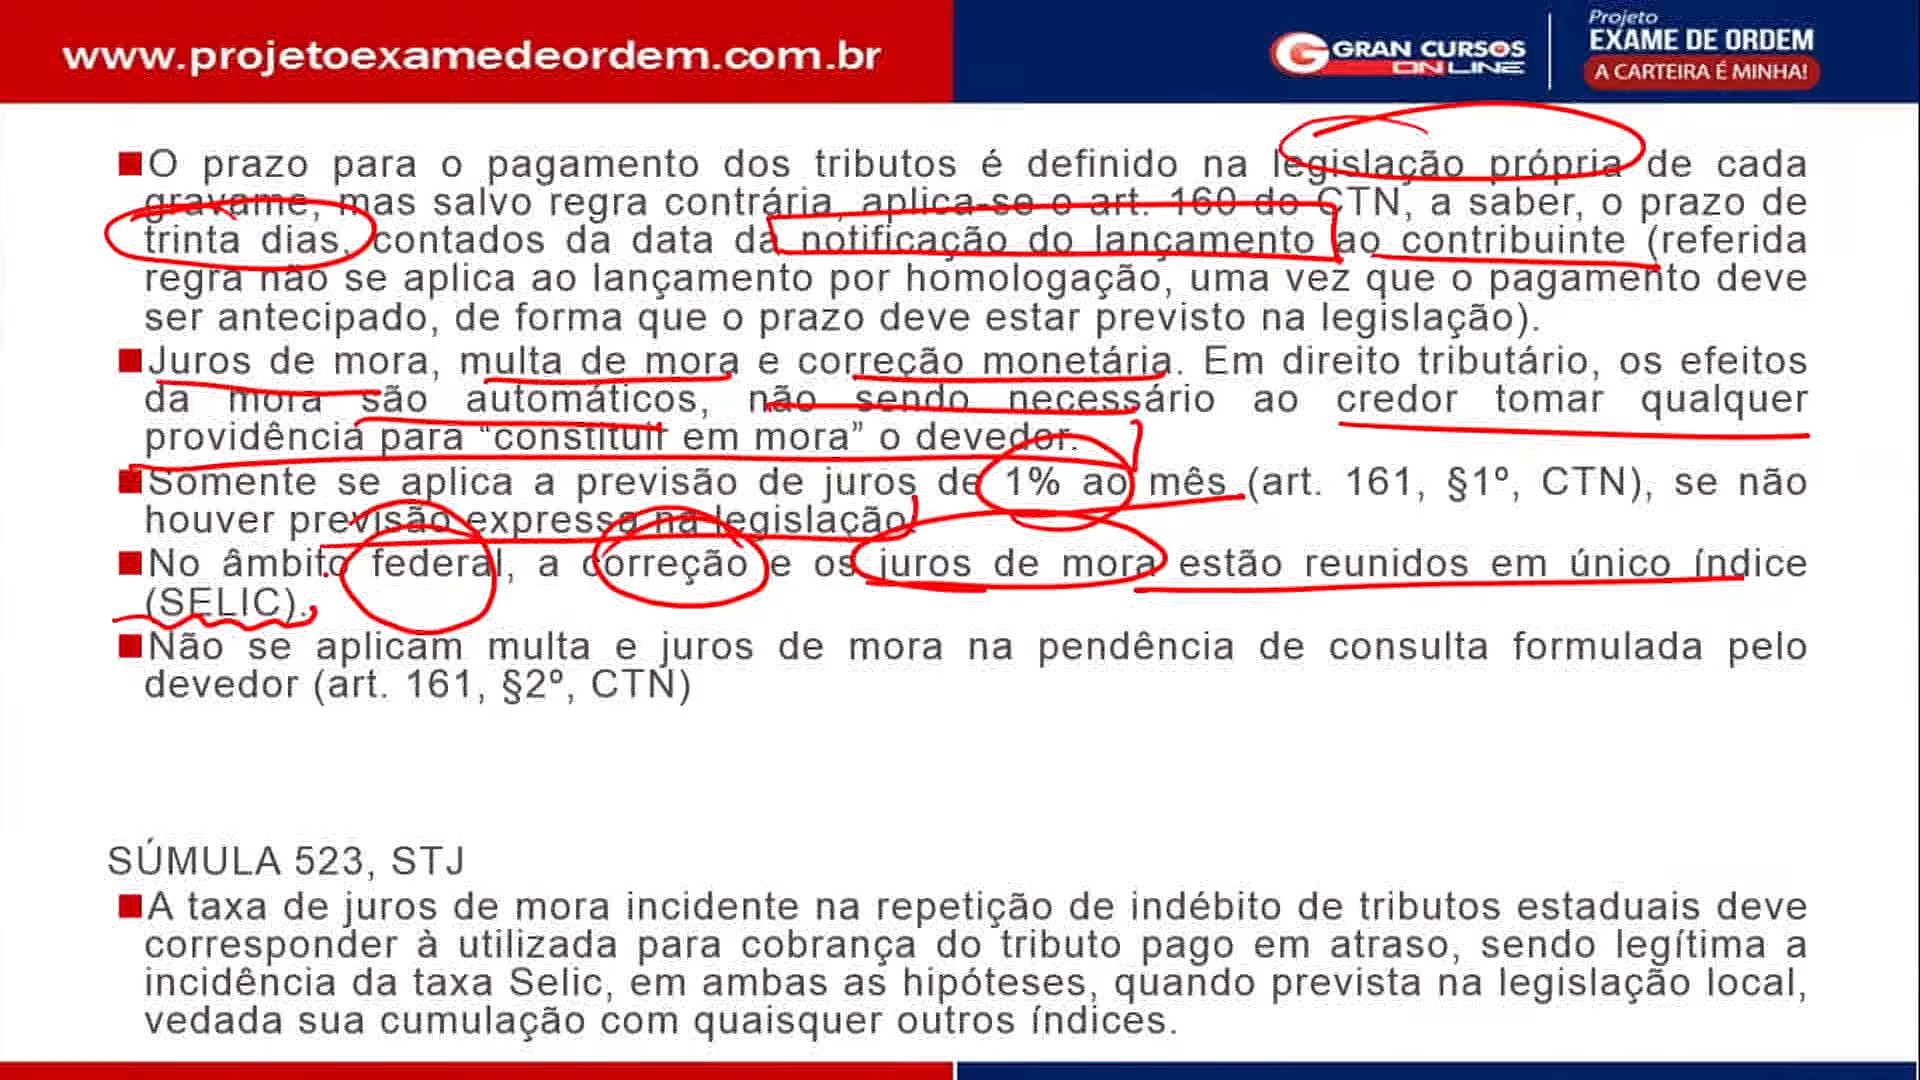 www.projetoexamedeordem.com.br
GRAN CURSOS
ONLINE
Projeto
EXAME DE ORDEM
A CARTEIRA É MINHA!
O prazo para o pagamento dos tributos é definido na legislação própria de cada
gravame, mas salvo regra contrária, aplica-se o art. 160 do CTN, a saber, o prazo de
trinta dias. contados da data da notificação do lançamento ao contribuinte (referida
regra não se aplica ao lançamento por homologação, uma vez que o pagamento deve
ser antecipado, de forma que o prazo deve estar previsto na legislação).
Juros de mora, multa de mora e correção monetária. Em direito tributário, os efeitos
da mora são automáticos, não sendo necessário ao credor tomar qualquer
providência para “constituir em mora” o devedor.
Somente se aplica a previsão de juros de 1% ao mês (art. 161, §1º, CTN), se não
houver previsão expressa na legislação.
No âmbito federal, a correção e os juros de mora estão reunidos em único índice
(SELIC).
Não se aplicam multa e juros de mora na pendência de consulta formulada pelo
devedor (art. 161, §2º, CTN)
SÚMULA 523, STJ
A taxa de juros de mora incidente na repetição de indébito de tributos estaduais deve
corresponder à utilizada para cobrança do tributo pago em atraso, sendo legítima a
incidência da taxa Selic, em ambas as hipóteses, quando prevista na legislação local,
vedada sua cumulação com quaisquer outros índices.